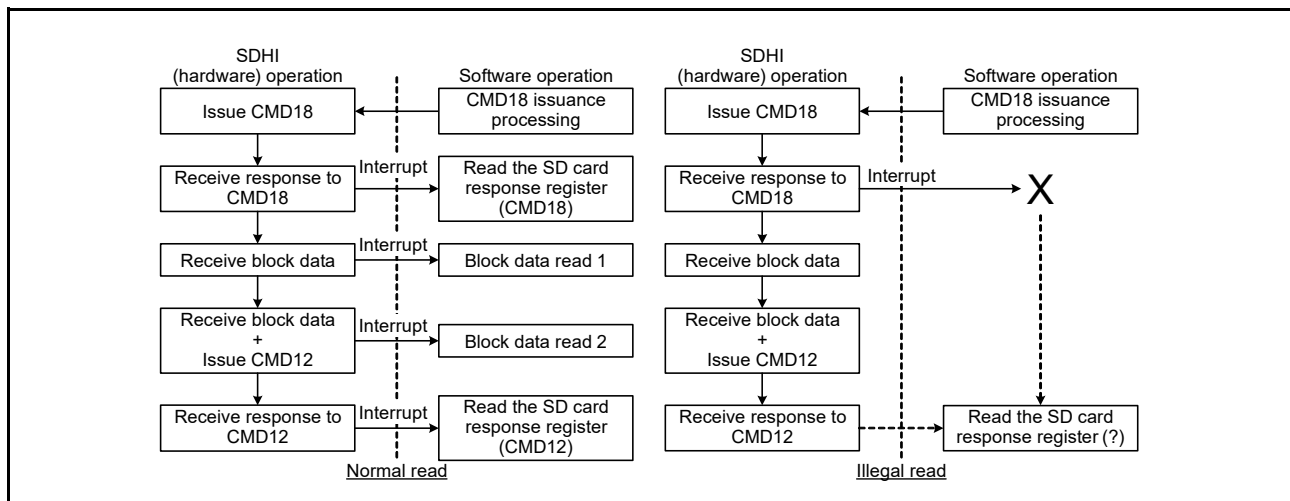 SDHI
(hardware) operation
Software operation
Issue CMD18
CMD18 issuance
processing
Receive response to
CMD18
Interrupt
Read the SD card
response register
(CMD18)
Receive block data
Interrupt
Block data read 1
Receive block data
+
Issue CMD12
Interrupt
Block data read 2
Receive response to
CMD12
Interrupt
Read the SD card
response register
(CMD12)
Normal read
SDHI
(hardware) operation
Software operation
Issue CMD18
CMD18 issuance
processing
Receive response to
CMD18
Interrupt
X
Receive block data
Receive block data
+
Issue CMD12
Receive response to
CMD12
Read the SD card
response register (?)
Illegal read